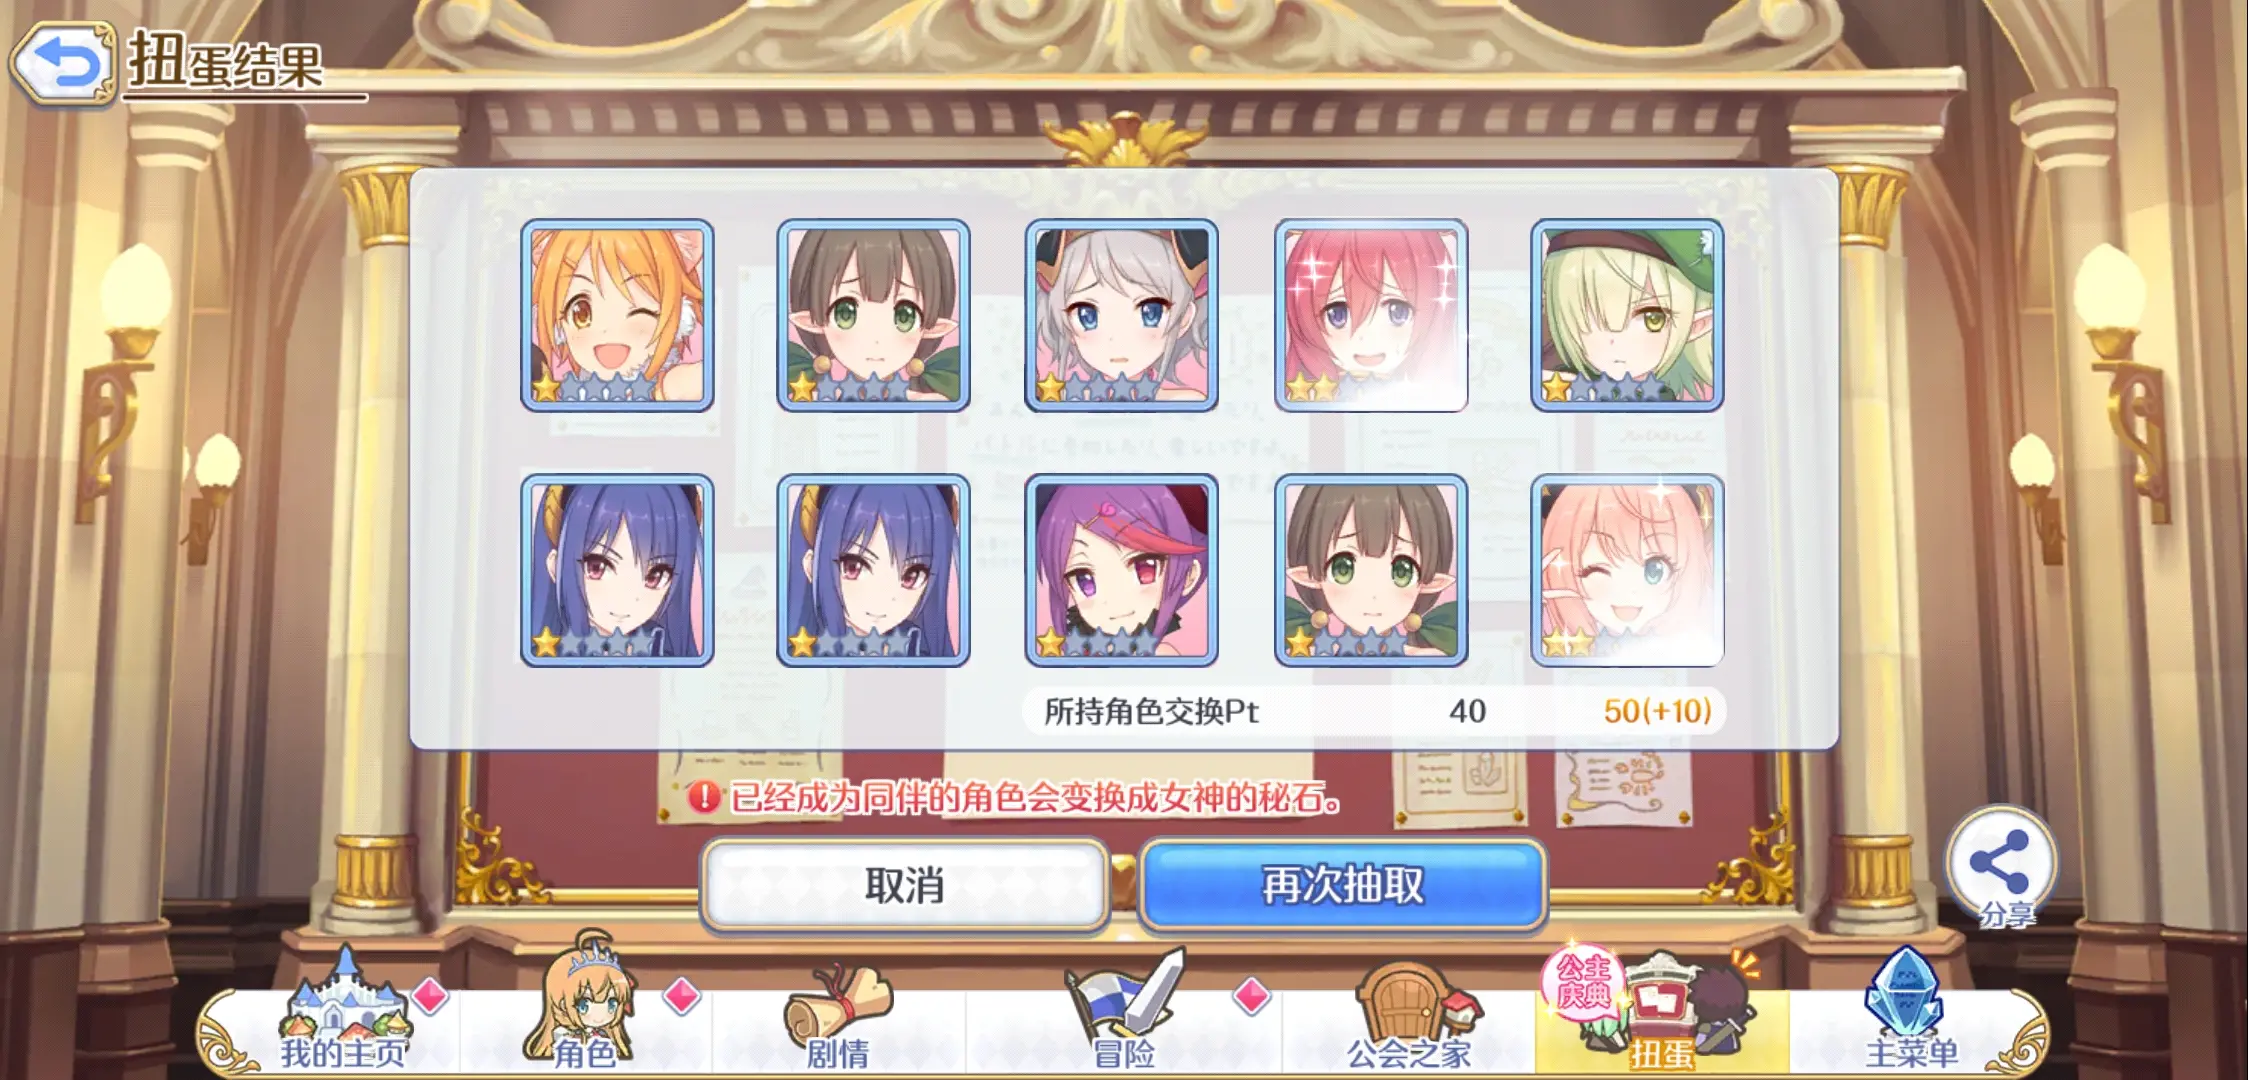 扭蛋结果
所持角色交换Pt 40 50(+10)
已经成为同伴的角色会变换成女神的秘石。
取消
再次抽取
分享
公主
庆典
我的主页
角色
剧情
冒险
公会之家
扭蛋
主菜单